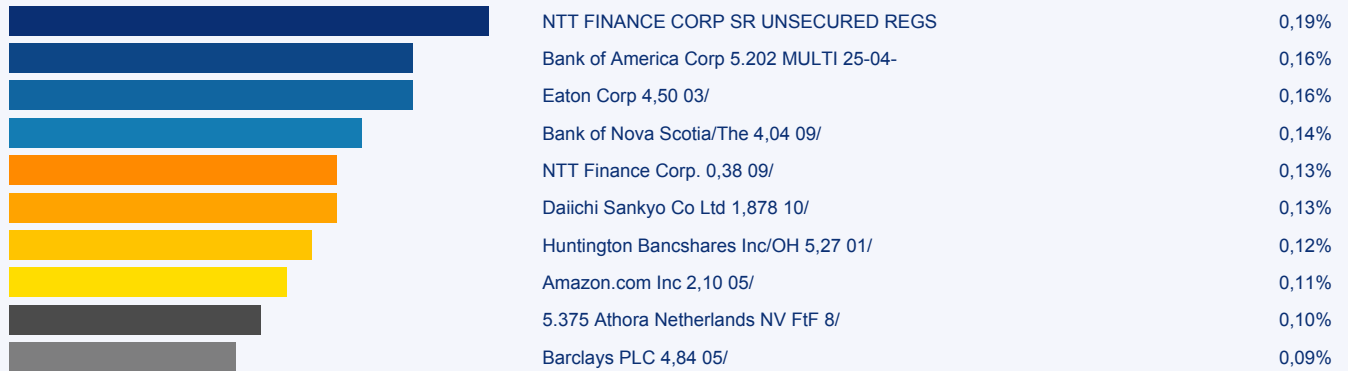 NTT FINANCE CORP SR UNSECURED REGS 0,19%
Bank of America Corp 5.202 MULTI 25-04- 0,16%
Eaton Corp 4,50 03/ 0,16%
Bank of Nova Scotia/The 4,04 09/ 0,14%
NTT Finance Corp. 0,38 09/ 0,13%
Daiichi Sankyo Co Ltd 1,878 10/ 0,13%
Huntington Bancshares Inc/OH 5,27 01/ 0,12%
Amazon.com Inc 2,10 05/ 0,11%
5.375 Athora Netherlands NV FtF 8/ 0,10%
Barclays PLC 4,84 05/ 0,09%